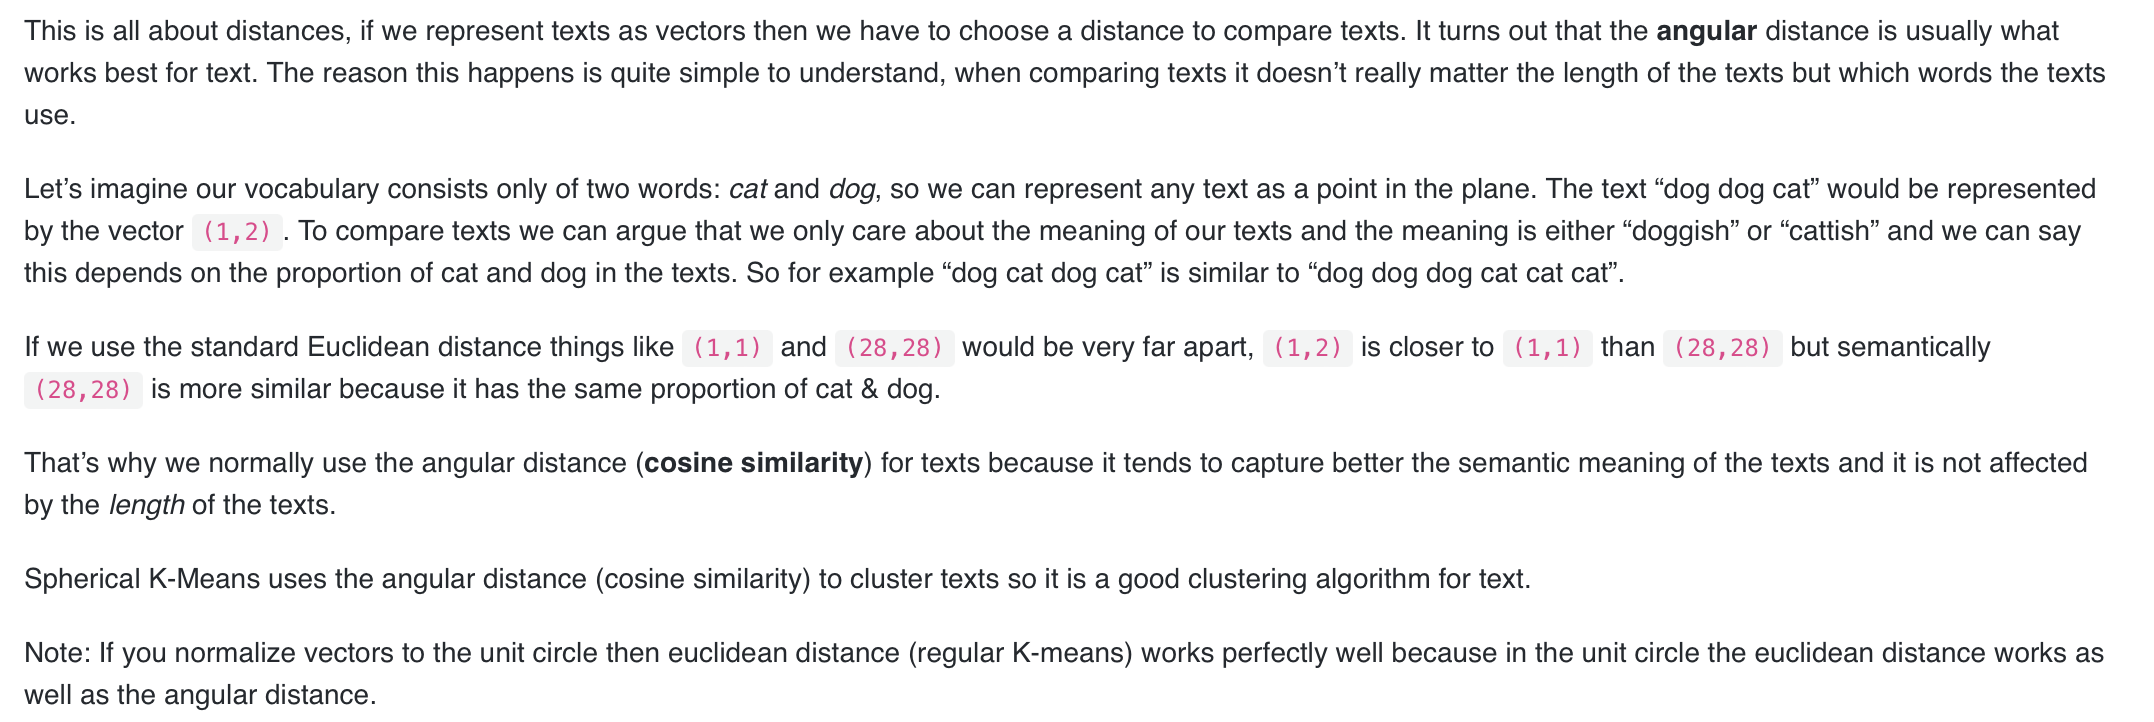 This is all about distances, if we represent texts as vectors then we have to choose a distance to compare texts. It turns out that the angular distance is usually what
works best for text. The reason this happens is quite simple to understand, when comparing texts it doesn’t really matter the length of the texts but which words the texts
use.
Let’s imagine our vocabulary consists only of two words: cat and dog, so we can represent any text as a point in the plane. The text “dog dog cat” would be represented
by the vector (1,2) . To compare texts we can argue that we only care about the meaning of our texts and the meaning is either “doggish” or “cattish” and we can say
this depends on the proportion of cat and dog in the texts. So for example “dog cat dog cat” is similar to “dog dog dog cat cat cat”.
If we use the standard Euclidean distance things like (1,1) and (28,28) would be very far apart, (1,2) is closer to (1,1) than (28,28) but semantically
(28,28) is more similar because it has the same proportion of cat & dog.
That’s why we normally use the angular distance (cosine similarity) for texts because it tends to capture better the semantic meaning of the texts and it is not affected
by the length of the texts.
Spherical K-Means uses the angular distance (cosine similarity) to cluster texts so it is a good clustering algorithm for text.
Note: If you normalize vectors to the unit circle then euclidean distance (regular K-means) works perfectly well because in the unit circle the euclidean distance works as
well as the angular distance.